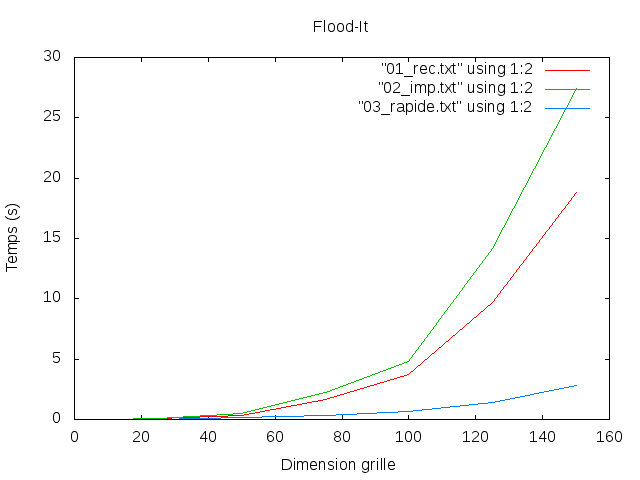 Flood-It
"01_rec.txt" using 1:2
"02_imp.txt" using 1:2
"03_rapide.txt" using 1:2
Temps (s)
30
25
20
15
10
5
0
0 20 40 60 80 100 120 140 160
Dimension grille